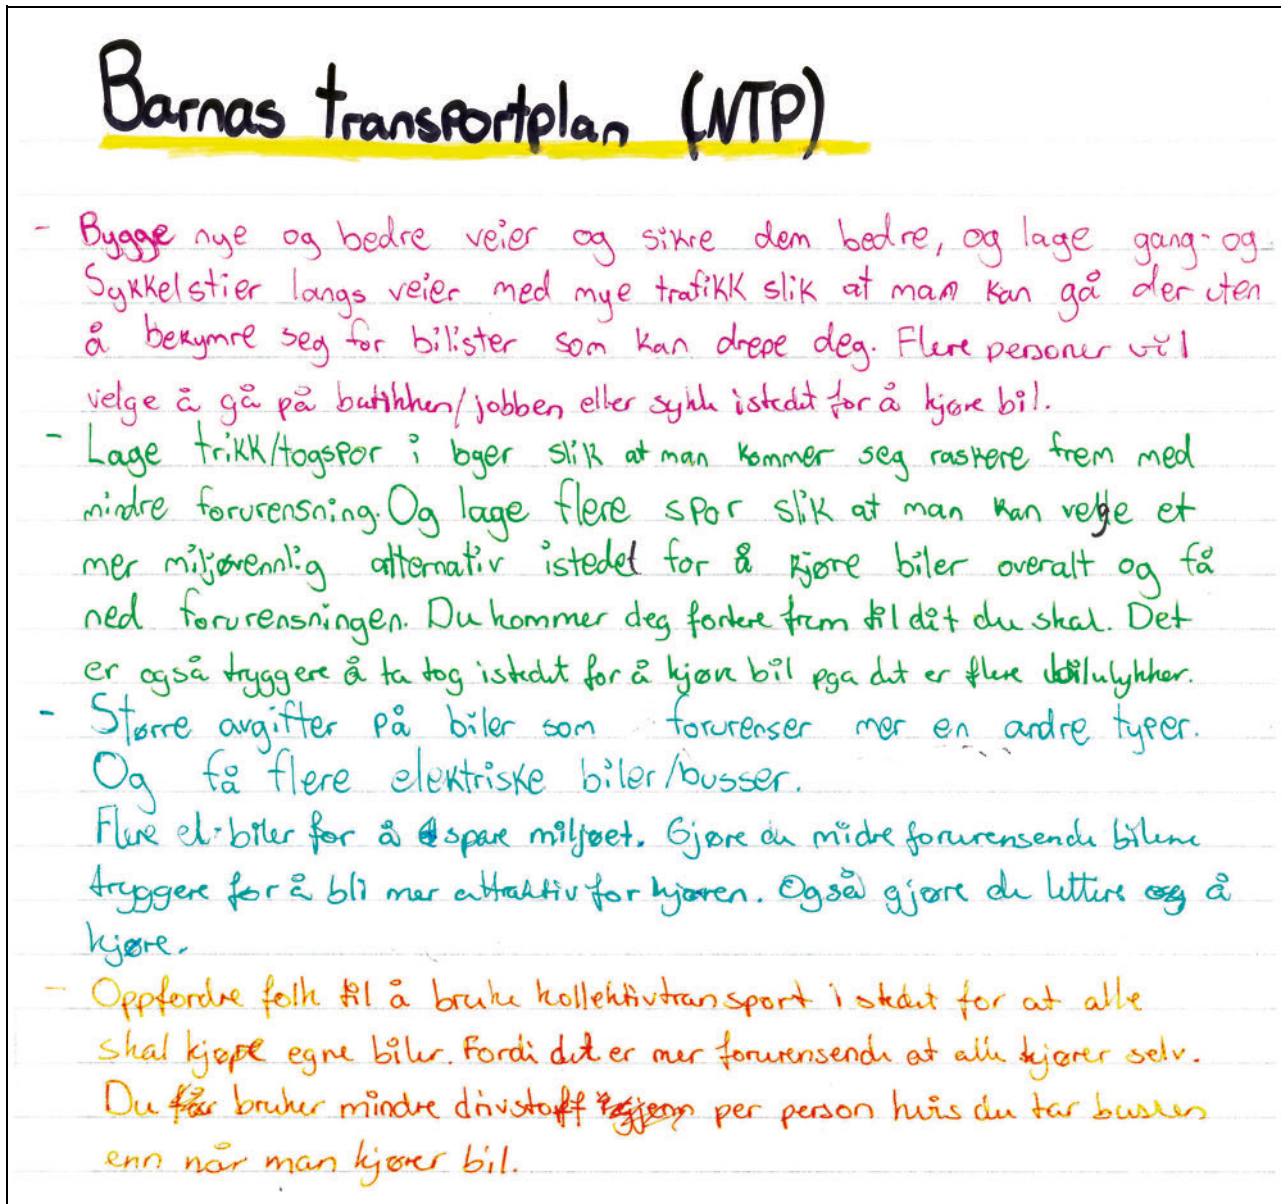 Barnas transportplan (NTP)
- Bygge nye og bedre veier og sikre dem bedre, og lage gang- og
Sykkelstier langs veier med mye trafikk slik at man kan gå der uten
å bekymre seg for bilister som kan drepe deg. Flere personer vil
velge å gå på butikken/jobben eller sykle istedet for å kjøre bil.
- Lage trikk/togspor i byer slik at man kommer seg raskere frem med
mindre forurensning. Og lage flere spor slik at man kan velge et
mer miljøvennlig alternativ istedet for å kjøre biler overalt og få
ned forurensningen. Du kommer deg fortere frem til dit du skal. Det
er også tryggere å ta tog istedet for å kjøre bil pga det er flere bilulykker.
- Større avgifter på biler som forurenser mer en andre typer.
Og få flere elektriske biler/busser.
Flere el-biler for å spare miljøet. Gjøre de midre forurensende bilene
tryggere for å bli mer attraktiv for kjøren. Også gjøre de lettere å
kjøre.
- Oppfordre folk til å bruke kollektivtransport i stedet for at alle
skal kjøpe egne biler. Fordi det er mer forurensende at alle kjører selv.
Du bruker mindre drivstoff per person hvis du tar bussen
enn når man kjører bil.